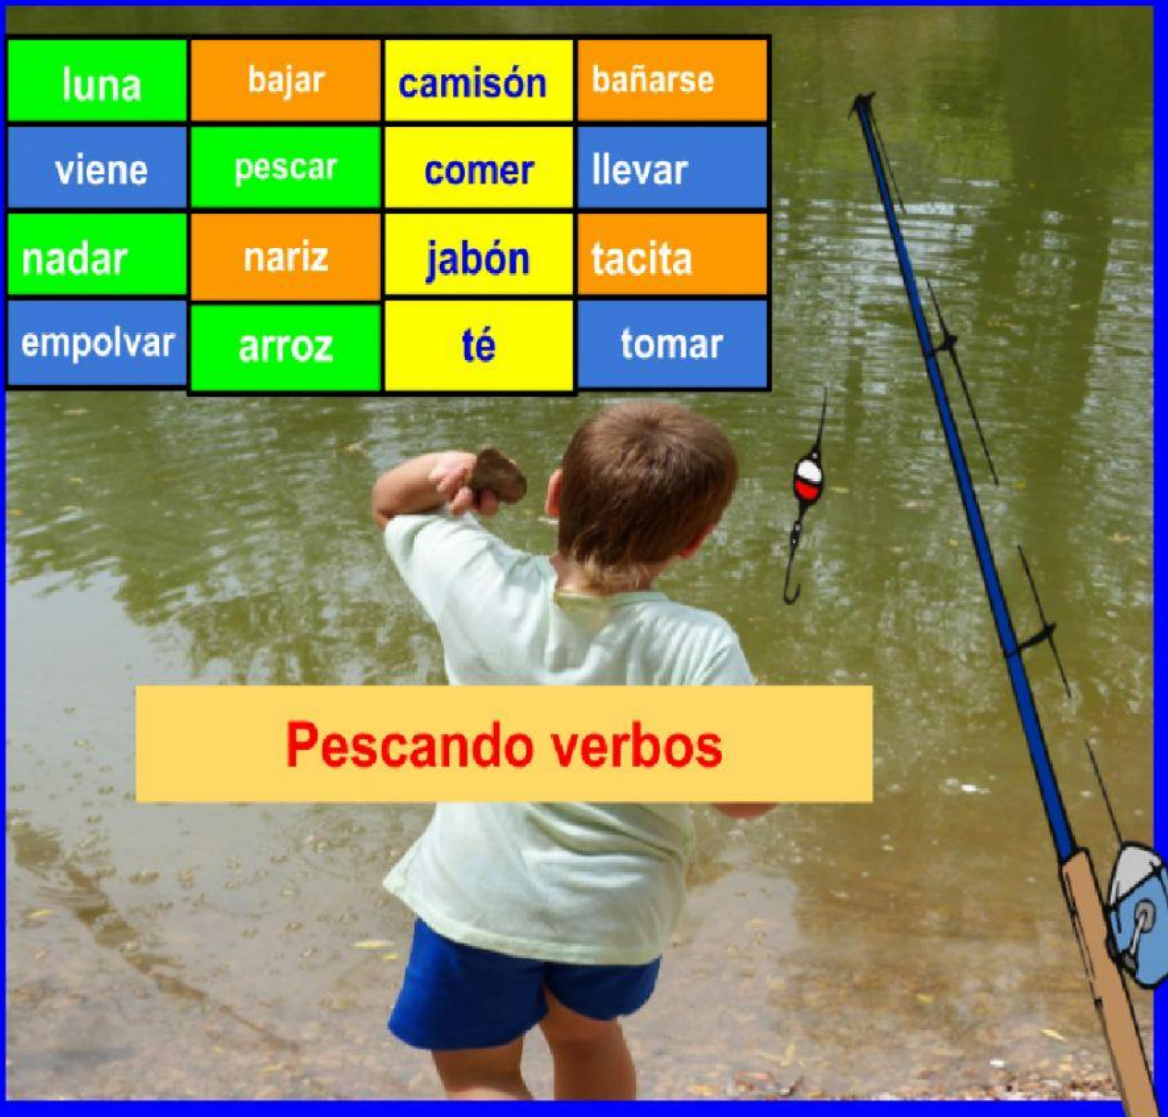 luna bajar camisón bañarse
viene pescar comer llevar
nadar nariz jabón tacita
empolvar arroz té tomar
Pescando verbos